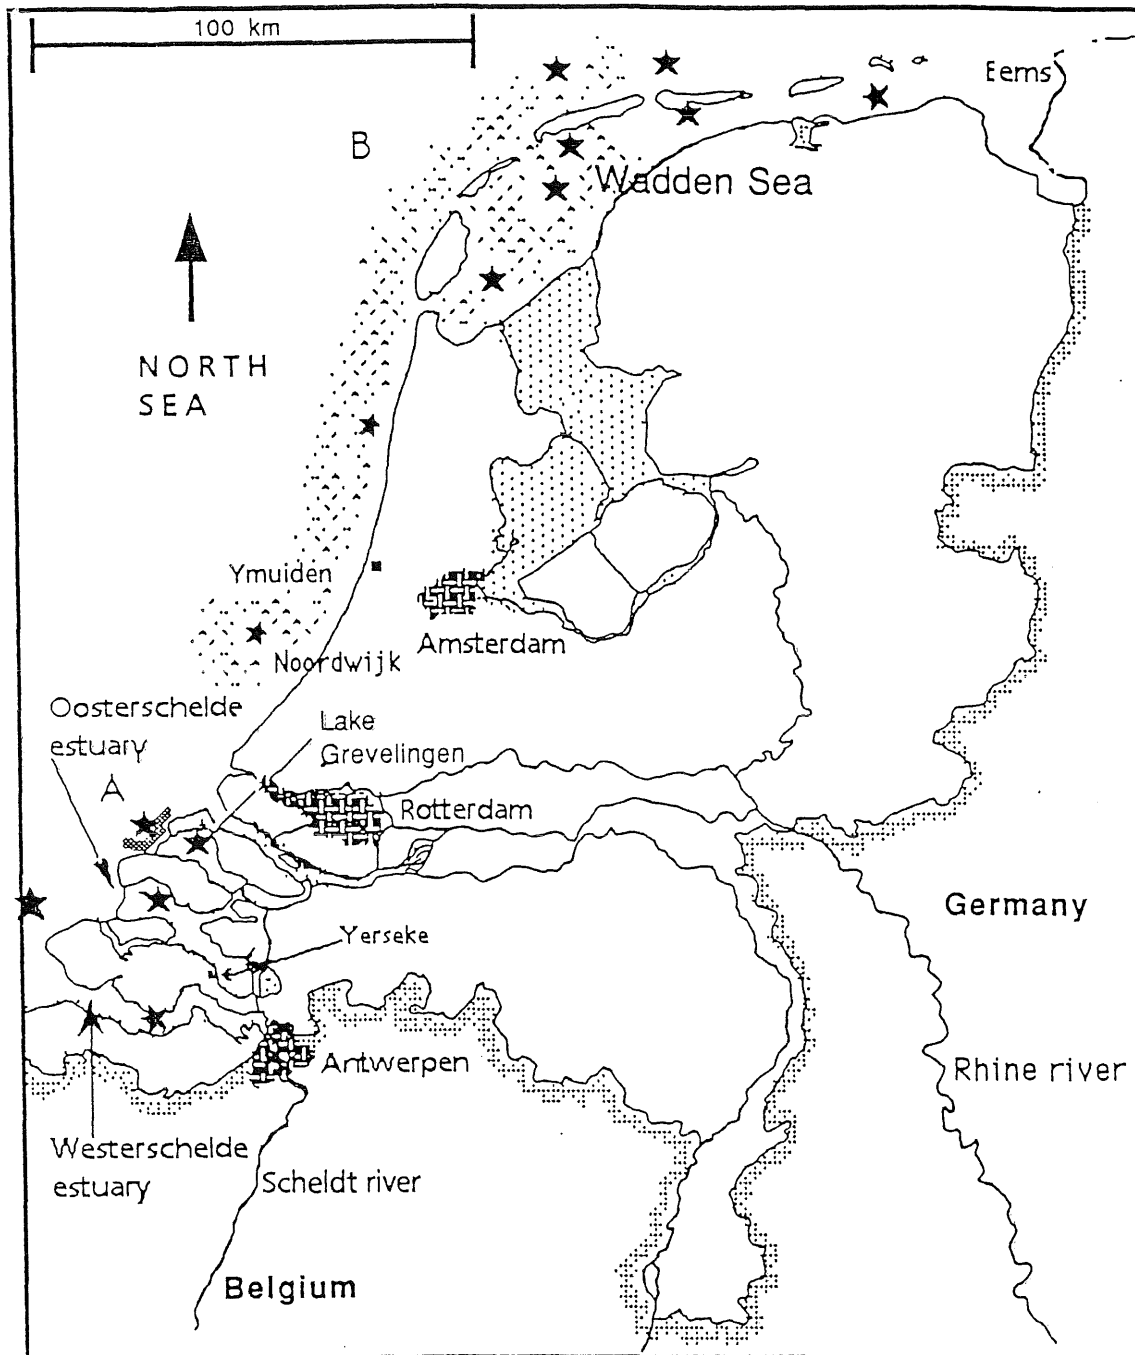 100 km
Eems
B
Wadden Sea
NORTH
SEA
Ymuiden
Amsterdam
Noordwijk
Oosterschelde
estuary
Lake
Grevelingen
A
Rotterdam
Germany
Yerseke
Antwerpen
Rhine river
Westerschelde
estuary
Scheldt river
Belgium